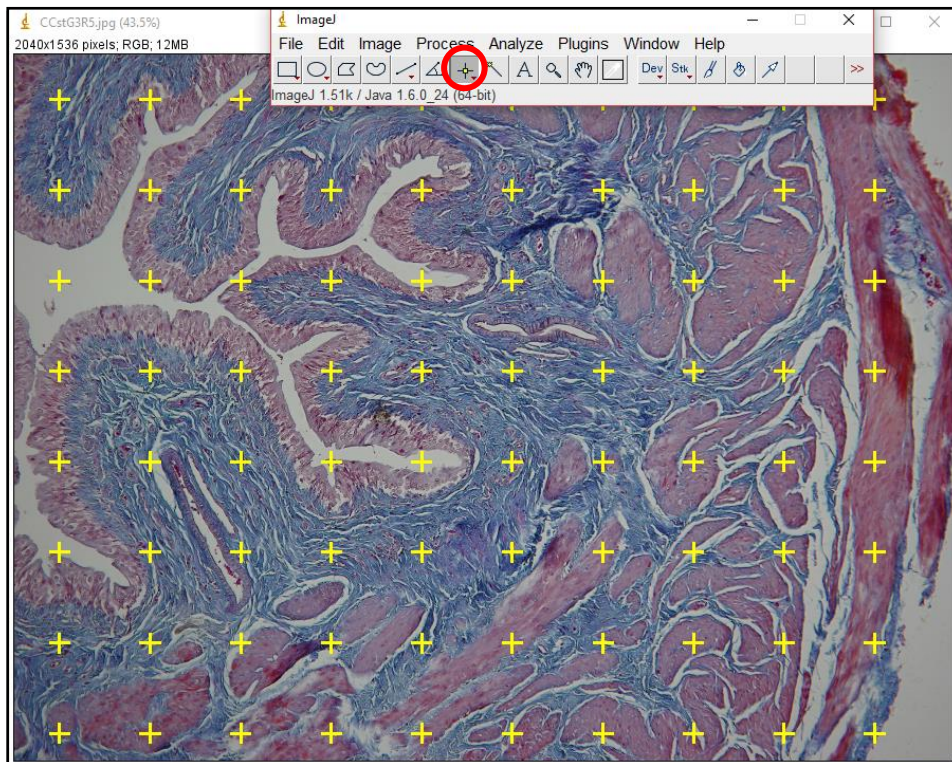 CCstG3R5.jpg (43.5%)
2040x1536 pixels; RGB; 12MB
ImageJ
File Edit Image Process Analyze Plugins Window Help
A Dev Stk >>
ImageJ 1.51k / Java 1.6.0_24 (64-bit)